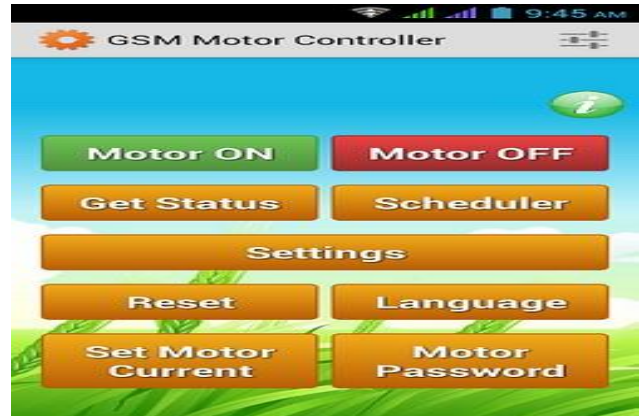 9:45 AM
GSM Motor Controller
i
Motor ON Motor OFF
Get Status Scheduler
Settings
Reset Language
Set Motor Current Motor Password